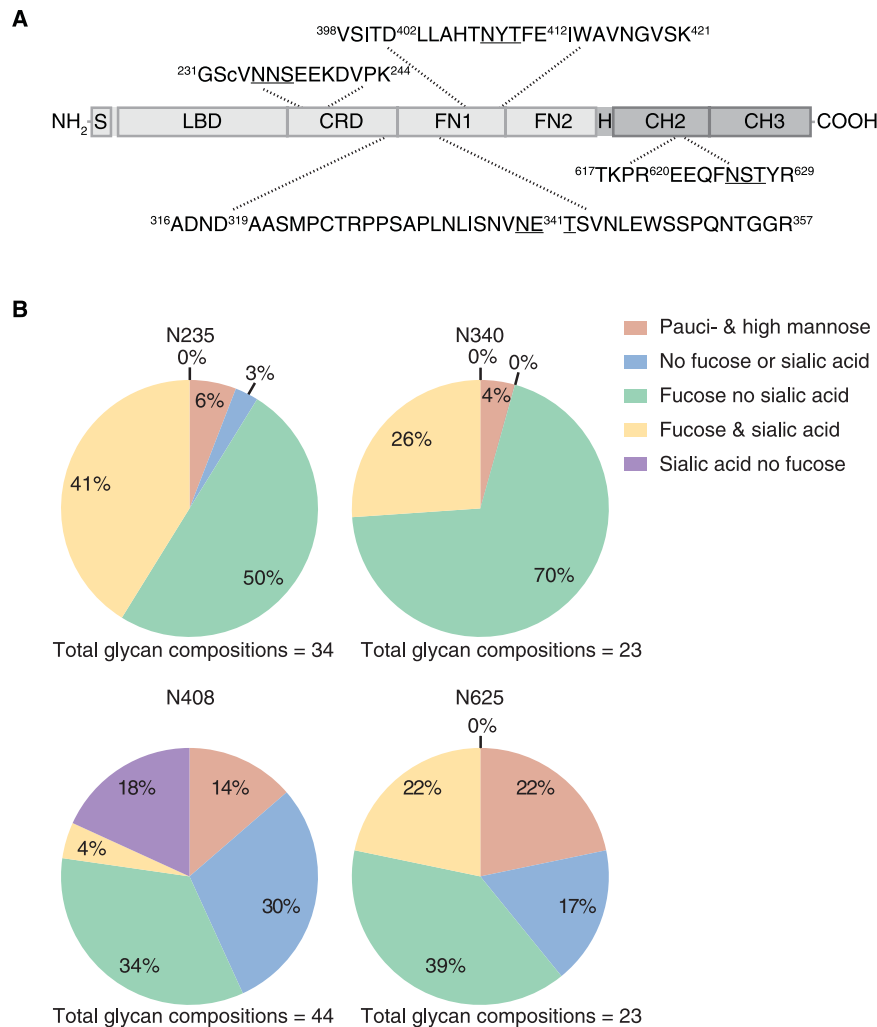 A
³⁹⁸VSITD⁴⁰²LLAHTNYTFE⁴¹²IWAVNGVSK⁴²¹
²³¹GScVNNSEEKDVPK²⁴⁴
NH₂ S LBD CRD FN1 FN2 H CH2 CH3 COOH
⁶¹⁷TKPR⁶²⁰EEQFNSTYR⁶²⁹
³¹⁶ADND³¹⁹AASMPCTRPPSAPLNLISNVNE³⁴¹TSVNLEWSSPQNTGGR³⁵⁷
B
N235
0%
3%
6%
41%
50%
Total glycan compositions = 34
N340
0%
0%
4%
26%
70%
Total glycan compositions = 23
Pauci- & high mannose
No fucose or sialic acid
Fucose no sialic acid
Fucose & sialic acid
Sialic acid no fucose
N408
18%
14%
4%
30%
34%
Total glycan compositions = 44
N625
0%
22%
22%
17%
39%
Total glycan compositions = 23